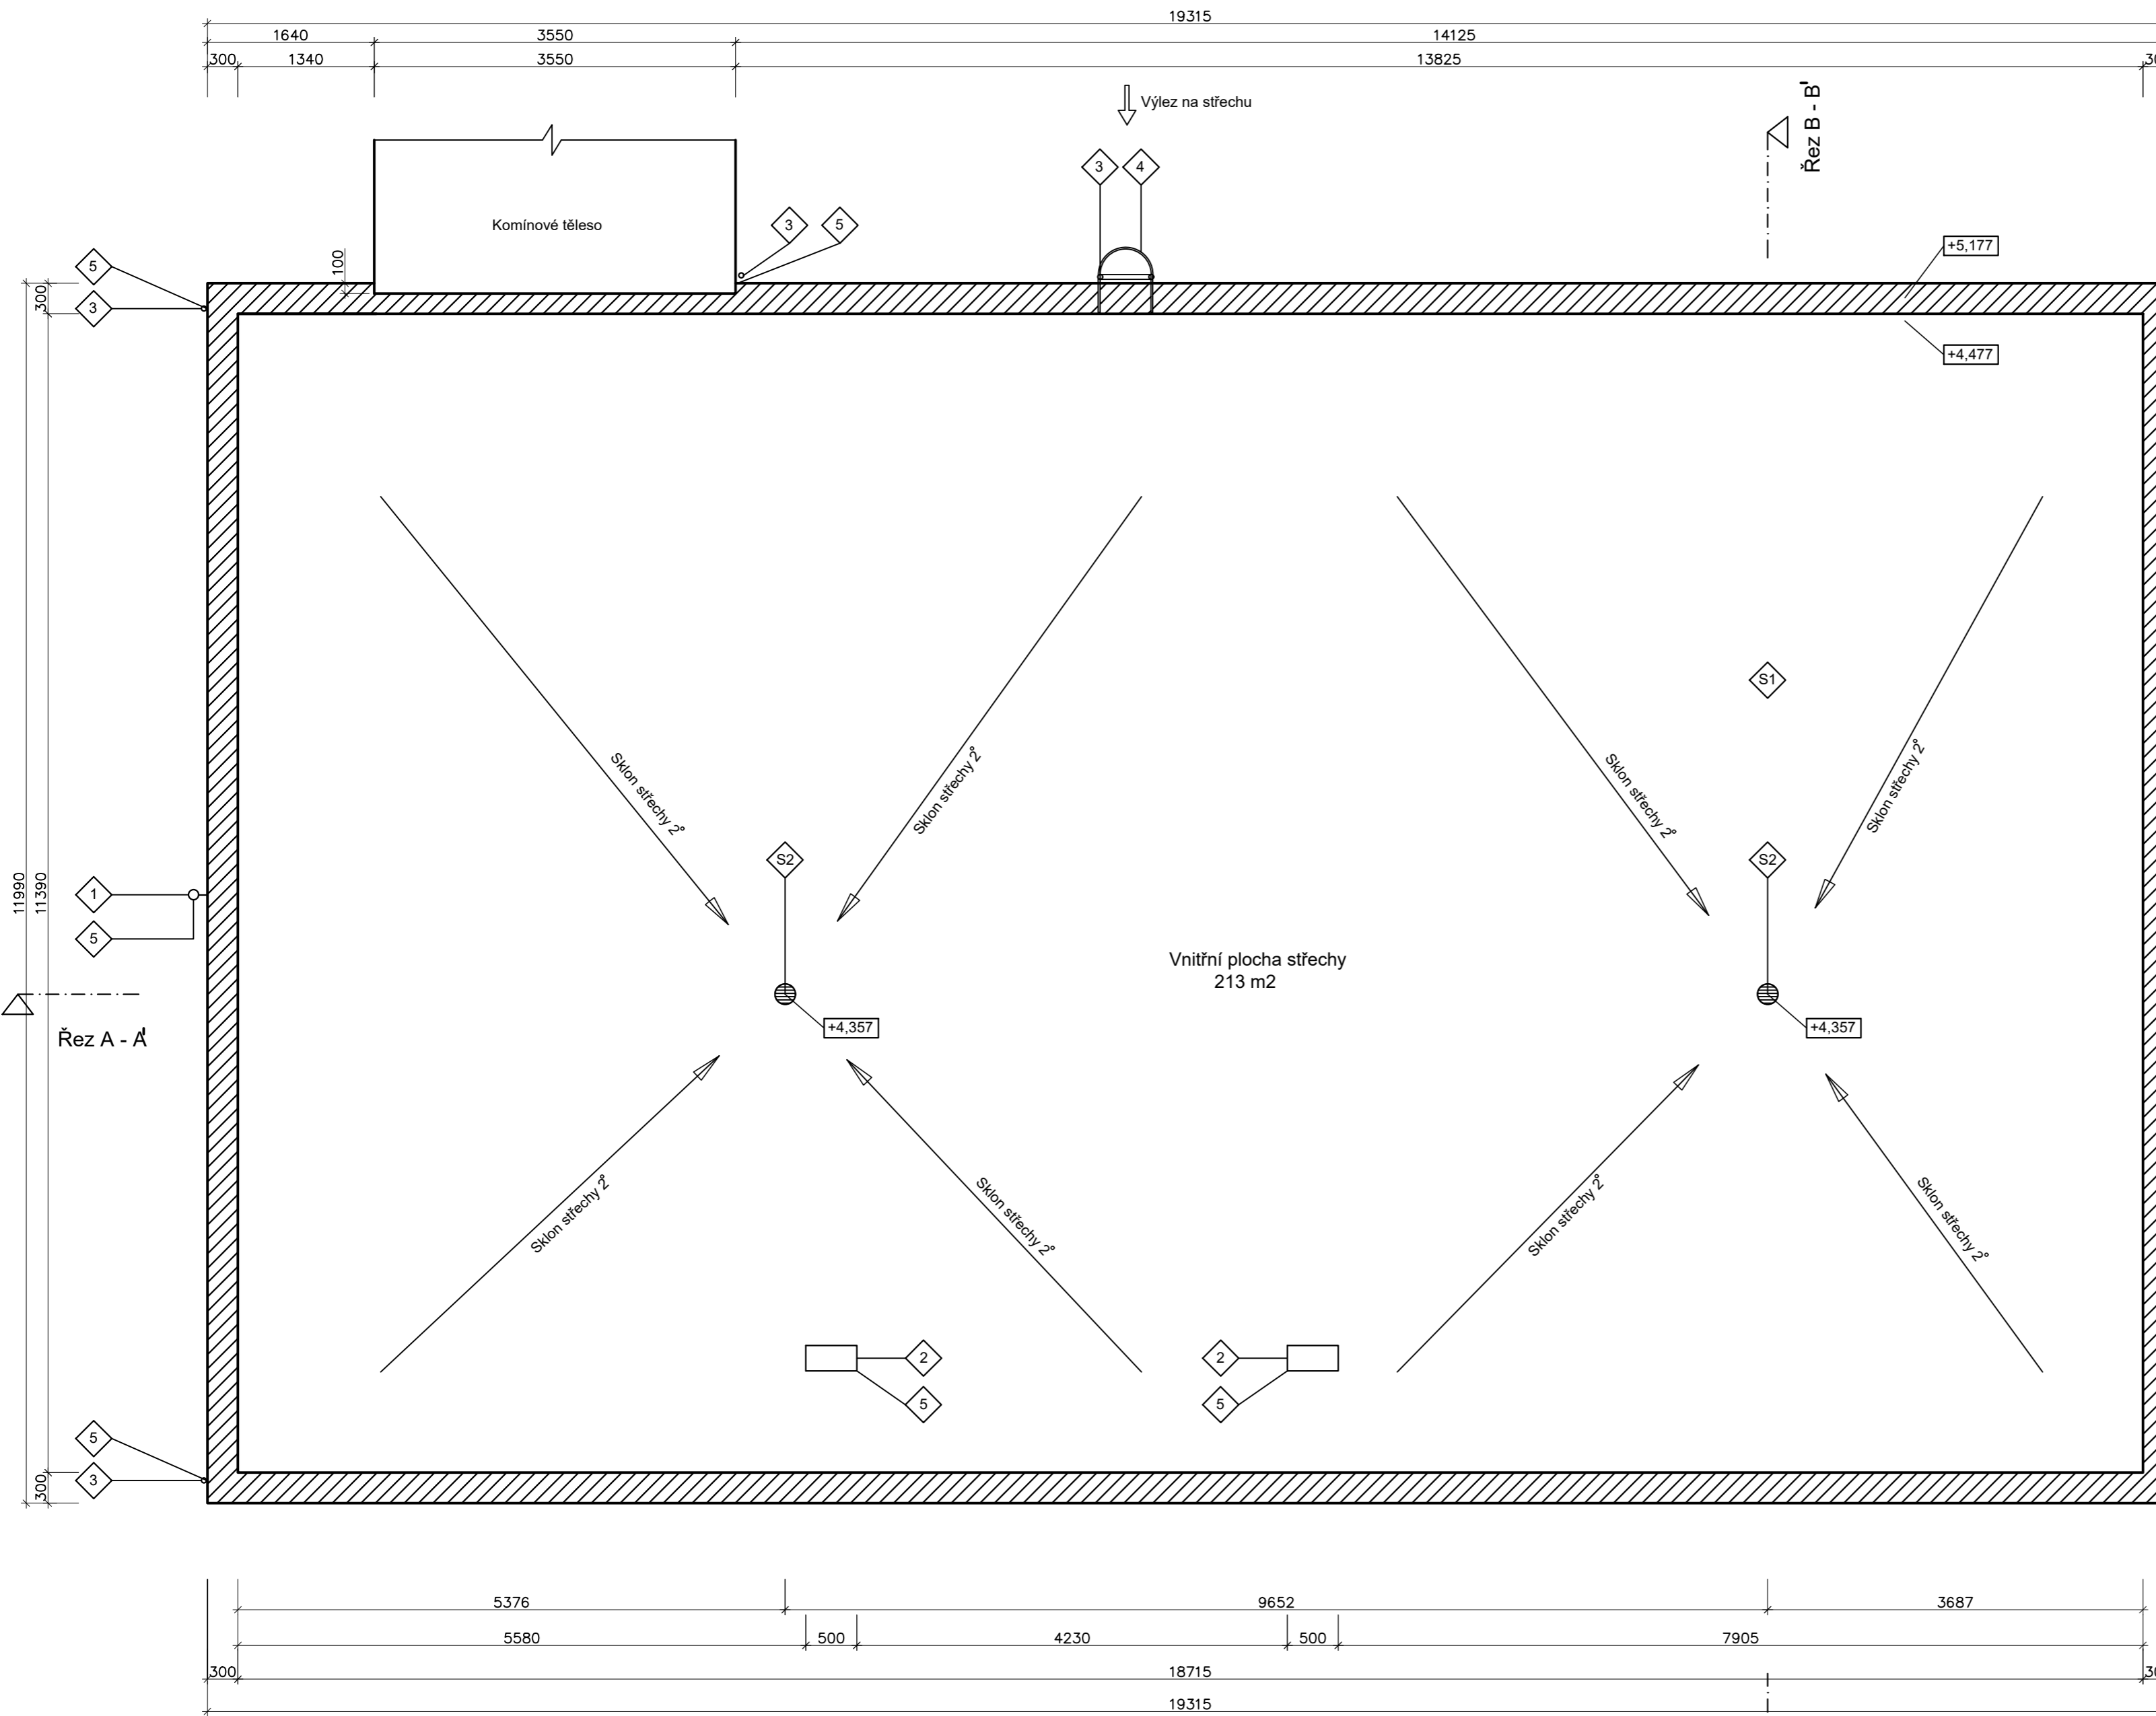 19315
1640 3550 14125
300 1340 3550 13825
Výlez na střechu
Řez B - B'
3 4
Komínové těleso
3 5
100
+5,177
5
3
300
+4,477
S1
Sklon střechy 2°
Sklon střechy 2°
Sklon střechy 2°
Sklon střechy 2°
S2
S2
11990
11390
1
5
Vnitřní plocha střechy
213 m2
+4,357
+4,357
Řez A - A'
Sklon střechy 2°
Sklon střechy 2°
Sklon střechy 2°
Sklon střechy 2°
2
2
5
5
5
3
300
5376 9652 3687
5580 500 4230 500 7905
300 18715
19315